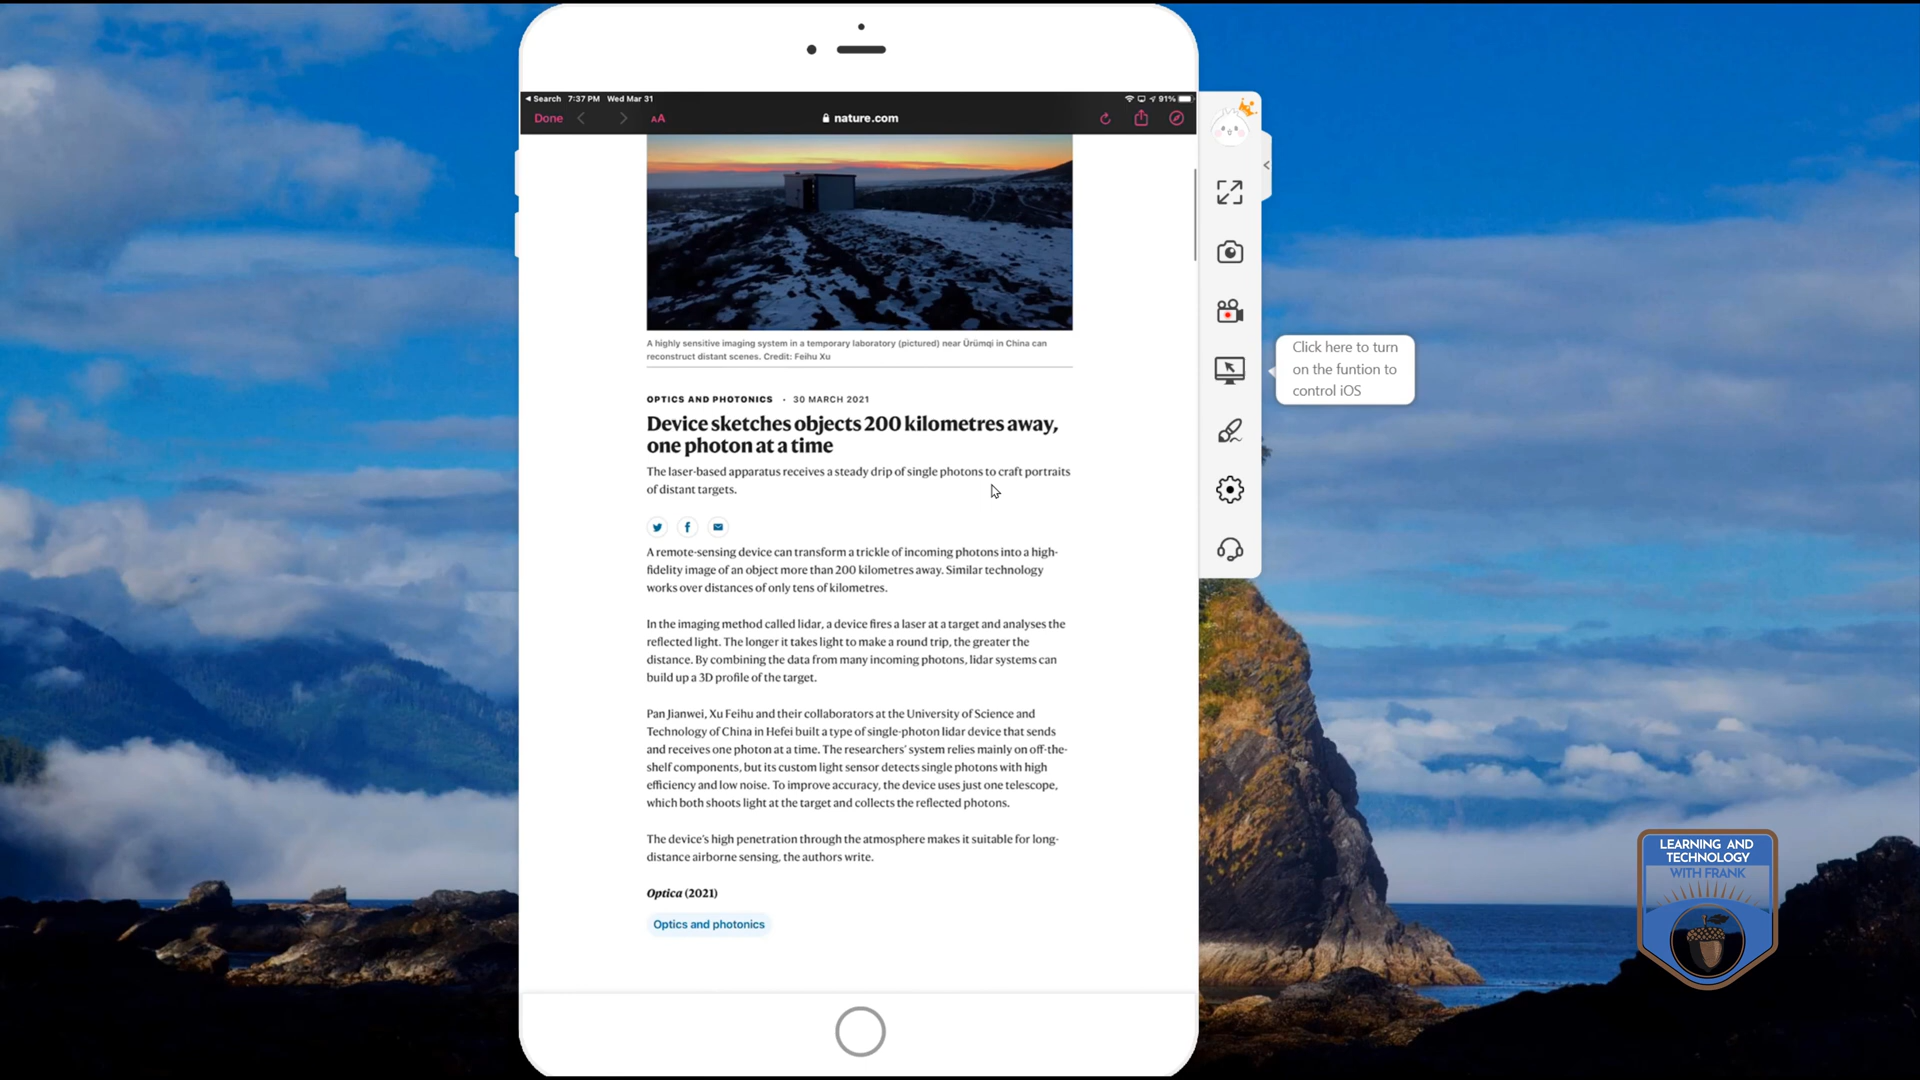 Search 7:37 PM Wed Mar 31
91%
Done
AA
nature.com
A highly sensitive imaging system in a temporary laboratory (pictured) near Ürümqi in China can
reconstruct distant scenes. Credit: Feihu Xu
OPTICS AND PHOTONICS · 30 MARCH 2021
Device sketches objects 200 kilometres away,
one photon at a time
The laser-based apparatus receives a steady drip of single photons to craft portraits
of distant targets.
A remote-sensing device can transform a trickle of incoming photons into a high-
fidelity image of an object more than 200 kilometres away. Similar technology
works over distances of only tens of kilometres.
In the imaging method called lidar, a device fires a laser at a target and analyses the
reflected light. The longer it takes light to make a round trip, the greater the
distance. By combining the data from many incoming photons, lidar systems can
build up a 3D profile of the target.
Pan Jianwei, Xu Feihu and their collaborators at the University of Science and
Technology of China in Hefei built a type of single-photon lidar device that sends
and receives one photon at a time. The researchers' system relies mainly on off-the-
shelf components, but its custom light sensor detects single photons with high
efficiency and low noise. To improve accuracy, the device uses just one telescope,
which both shoots light at the target and collects the reflected photons.
The device's high penetration through the atmosphere makes it suitable for long-
distance airborne sensing, the authors write.
Optica (2021)
Optics and photonics
Click here to turn
on the funtion to
control iOS
LEARNING AND
TECHNOLOGY
WITH FRANK